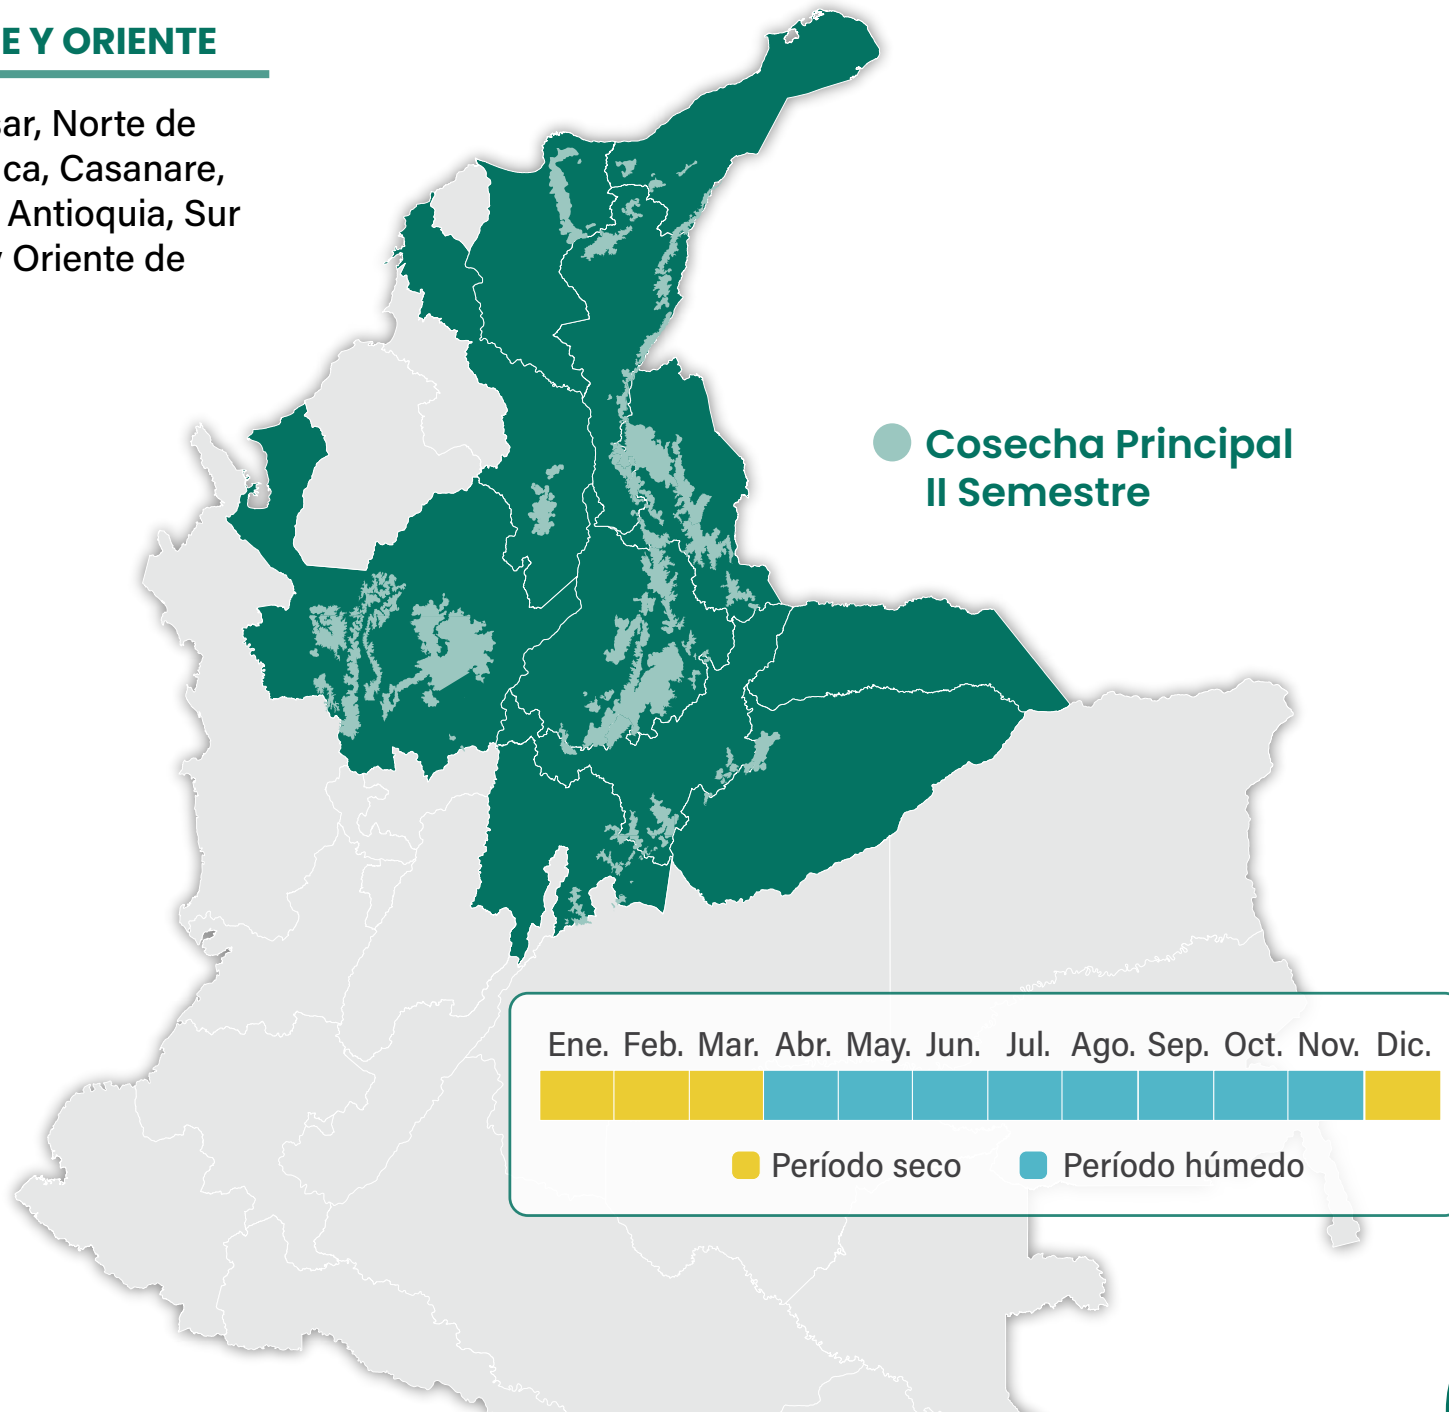 E Y ORIENTE
ar, Norte de
ca, Casanare,
Antioquia, Sur
Oriente de
Cosecha Principal
II Semestre
Ene. Feb. Mar. Abr. May. Jun. Jul. Ago. Sep. Oct. Nov. Dic.
Período seco Período húmedo